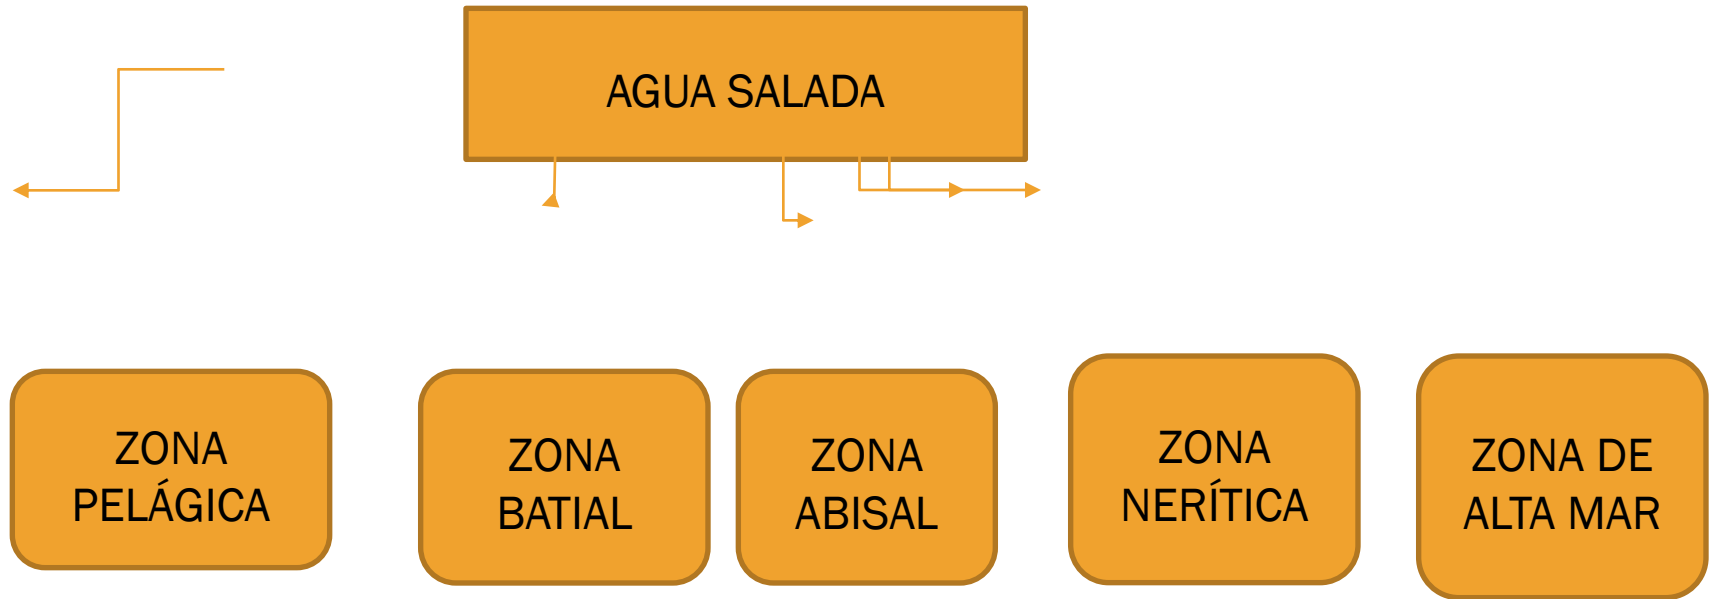 AGUA SALADA
ZONA
PELÁGICA
ZONA
BATIAL
ZONA
ABISAL
ZONA
NERÍTICA
ZONA DE
ALTA MAR